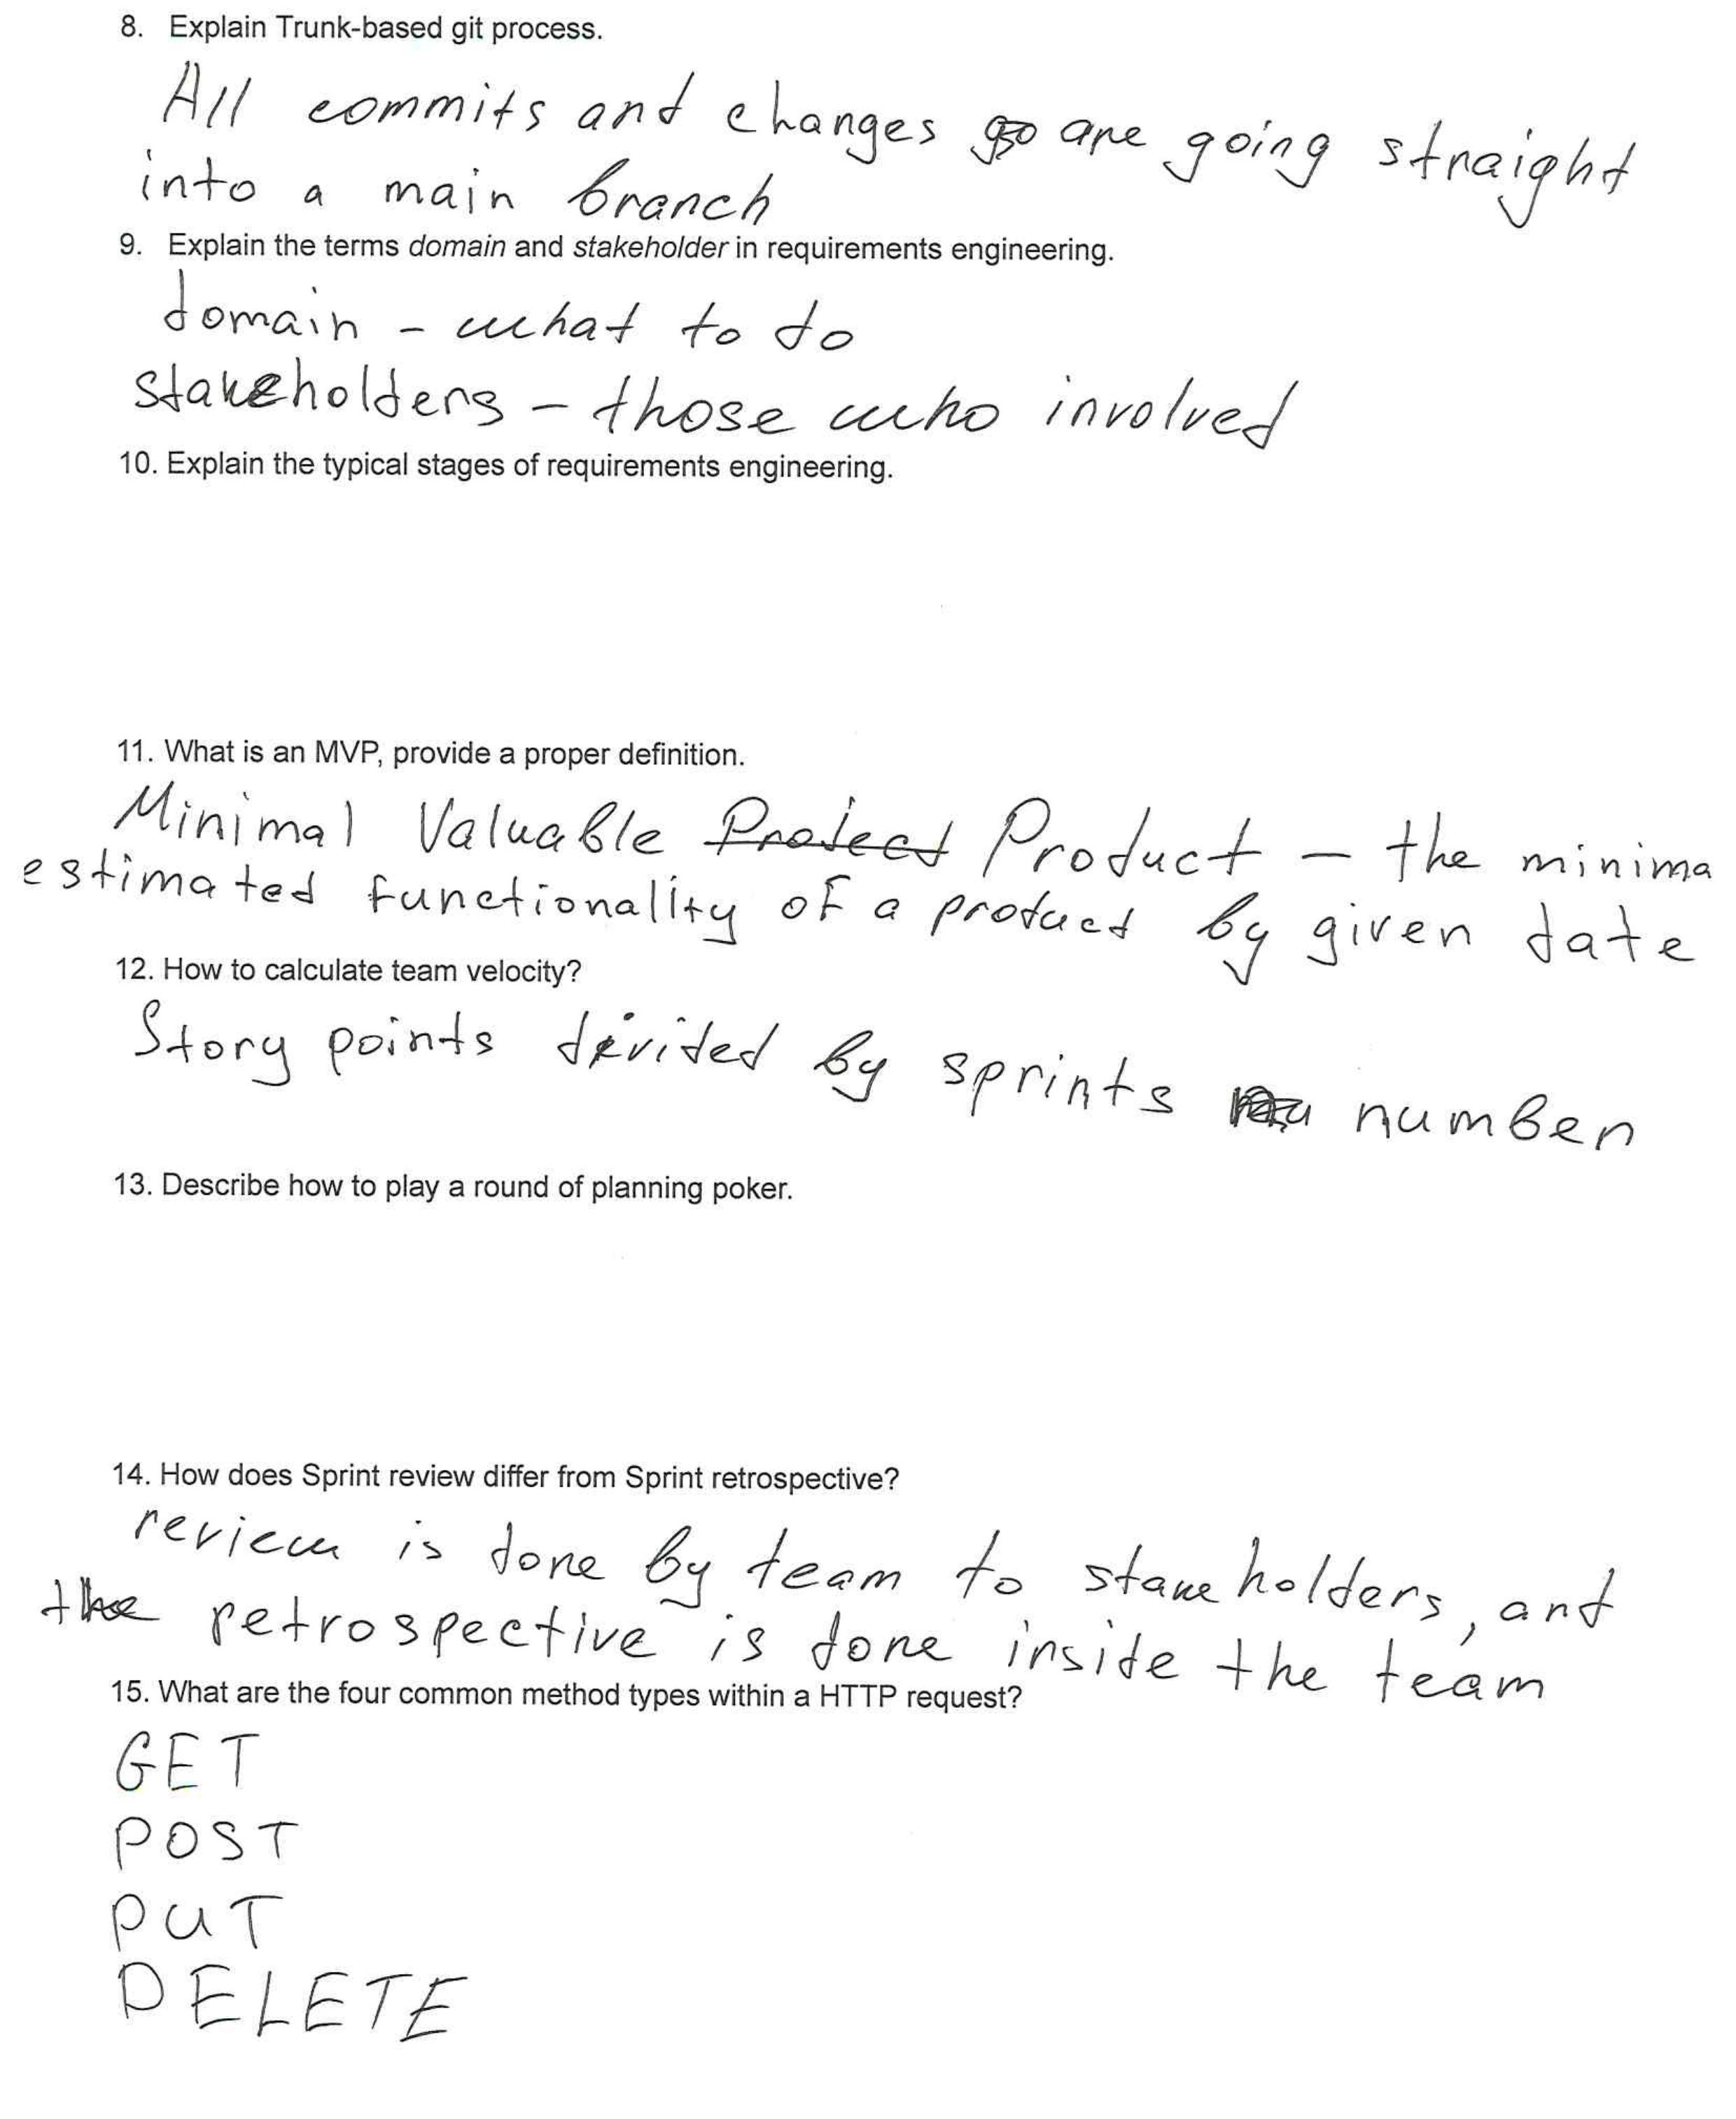 8. Explain Trunk-based git process.
All commits and changes go are going straight
into a main branch
9. Explain the terms domain and stakeholder in requirements engineering.
domain - what to do
stakeholders - those who involved
10. Explain the typical stages of requirements engineering.
11. What is an MVP, provide a proper definition.
Minimal Valuable Project Product - the minima
estimated functionality of a product by given date
12. How to calculate team velocity?
Story points divided by sprints number
13. Describe how to play a round of planning poker.
14. How does Sprint review differ from Sprint retrospective?
review is done by team to stakeholders, and
the retrospective is done inside the team
15. What are the four common method types within a HTTP request?
GET
POST
PUT
DELETE